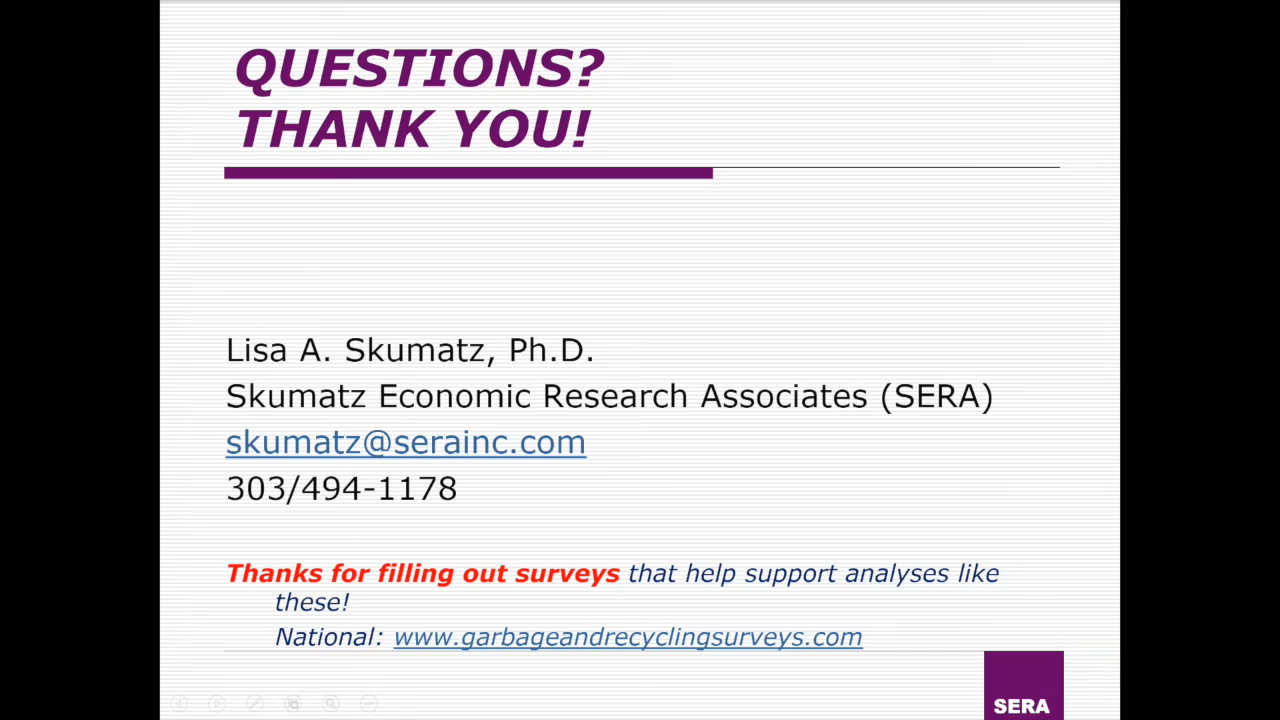 QUESTIONS?
THANK YOU!
Lisa A. Skumatz, Ph.D.
Skumatz Economic Research Associates (SERA)
skumatz@serainc.com
303/494-1178
Thanks for filling out surveys that help support analyses like
these!
National: www.garbageandrecyclingsurveys.com
SERA